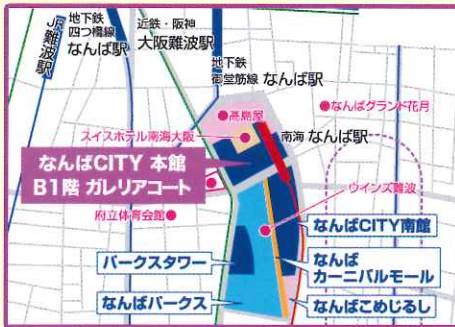 JR難波駅
地下鉄
四つ橋線
なんば駅
近鉄・阪神
大阪難波駅
地下鉄
御堂筋線 なんば駅
高島屋
なんばグランド花月
スイスホテル南海大阪
南海 なんば駅
なんばCITY 本館
B1階 ガレリアコート
ウインズ難波
府立体育会館
なんばCITY南館
パークスタワー
なんば
カーニバルモール
なんばパークス
なんばこめじるし